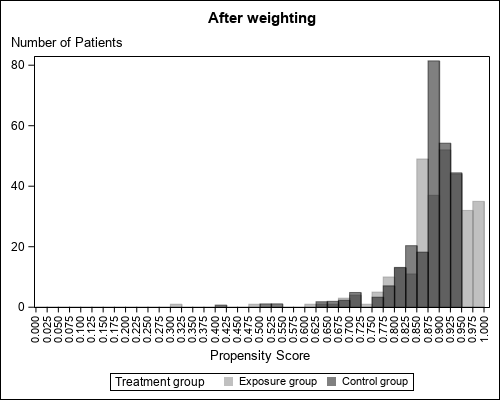 After weighting
Number of Patients
80
60
40
20
0
0.000 0.025 0.050 0.075 0.100 0.125 0.150 0.175 0.200 0.225 0.250 0.275 0.300 0.325 0.350 0.375 0.400 0.425 0.450 0.475 0.500 0.525 0.550 0.575 0.600 0.625 0.650 0.675 0.700 0.725 0.750 0.775 0.800 0.825 0.850 0.875 0.900 0.925 0.950 0.975 1.000
Propensity Score
Treatment group Exposure group Control group